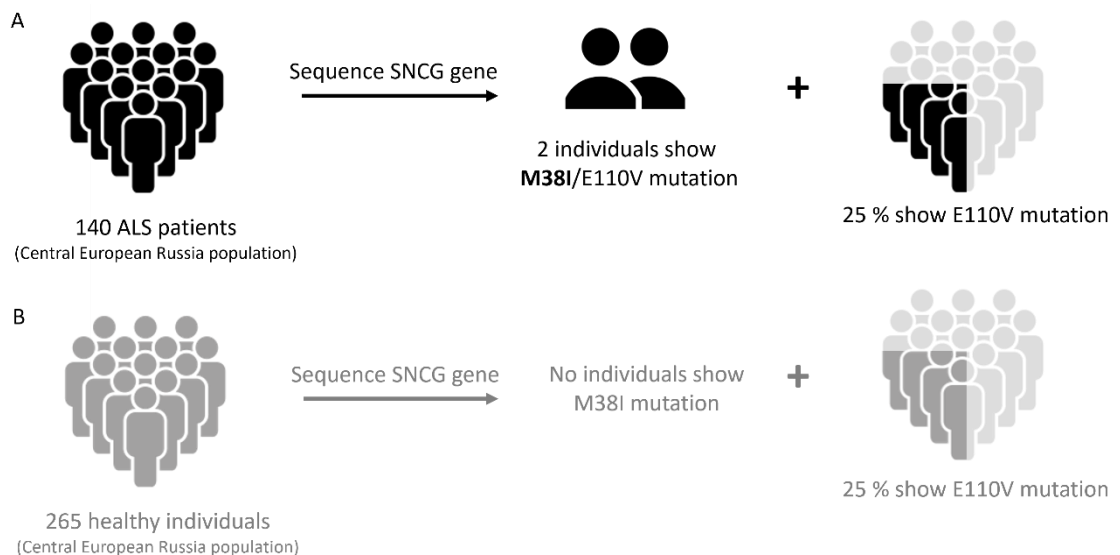 A
Sequence SNCG gene
+
2 individuals show
M38I/E110V mutation
140 ALS patients
(Central European Russia population)
25 % show E110V mutation
B
Sequence SNCG gene
No individuals show
M38I mutation
+
265 healthy individuals
(Central European Russia population)
25 % show E110V mutation